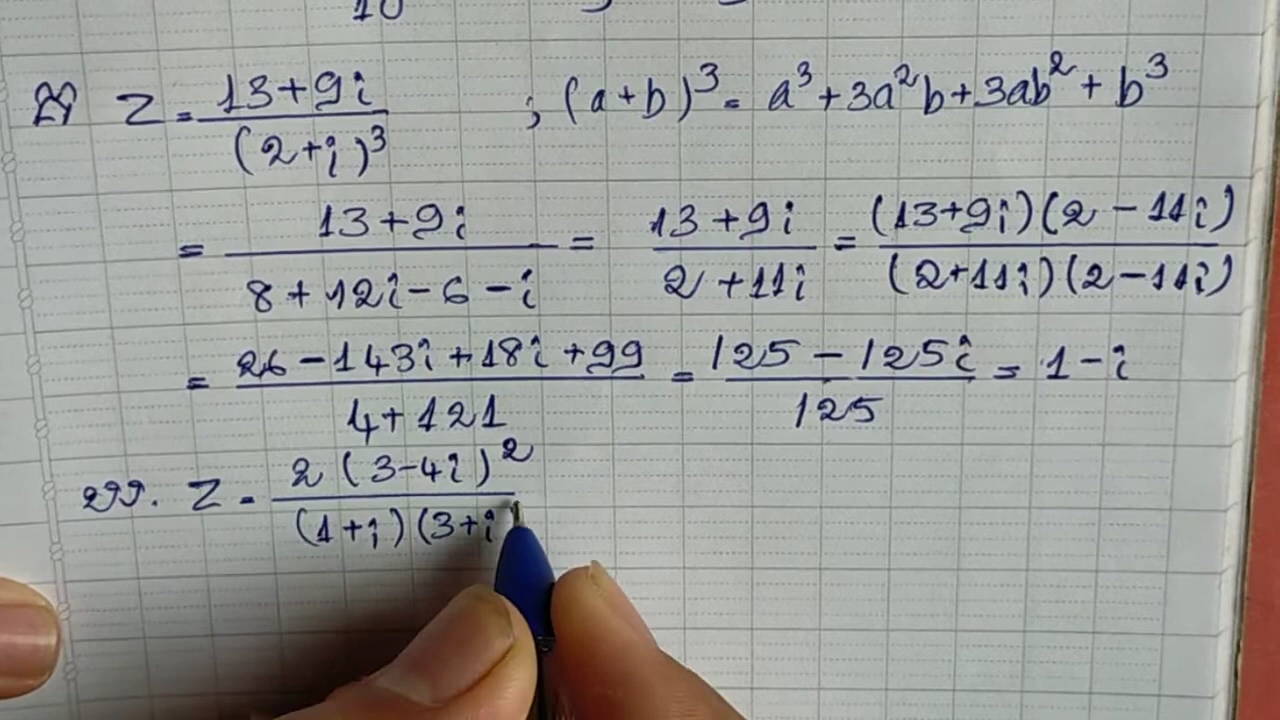 10
Z = 13+9i / (2+i)³ ; (a+b)³ = a³+3a²b+3ab²+b³
= 13+9i / 8+12i-6-i = 13+9i / 2+11i = (13+9i)(2-11i) / (2+11i)(2-11i)
= 26-143i+18i+99 / 4+121 = 125-125i / 125 = 1-i
Z = 2(3-4i)² / (1+i)(3+i